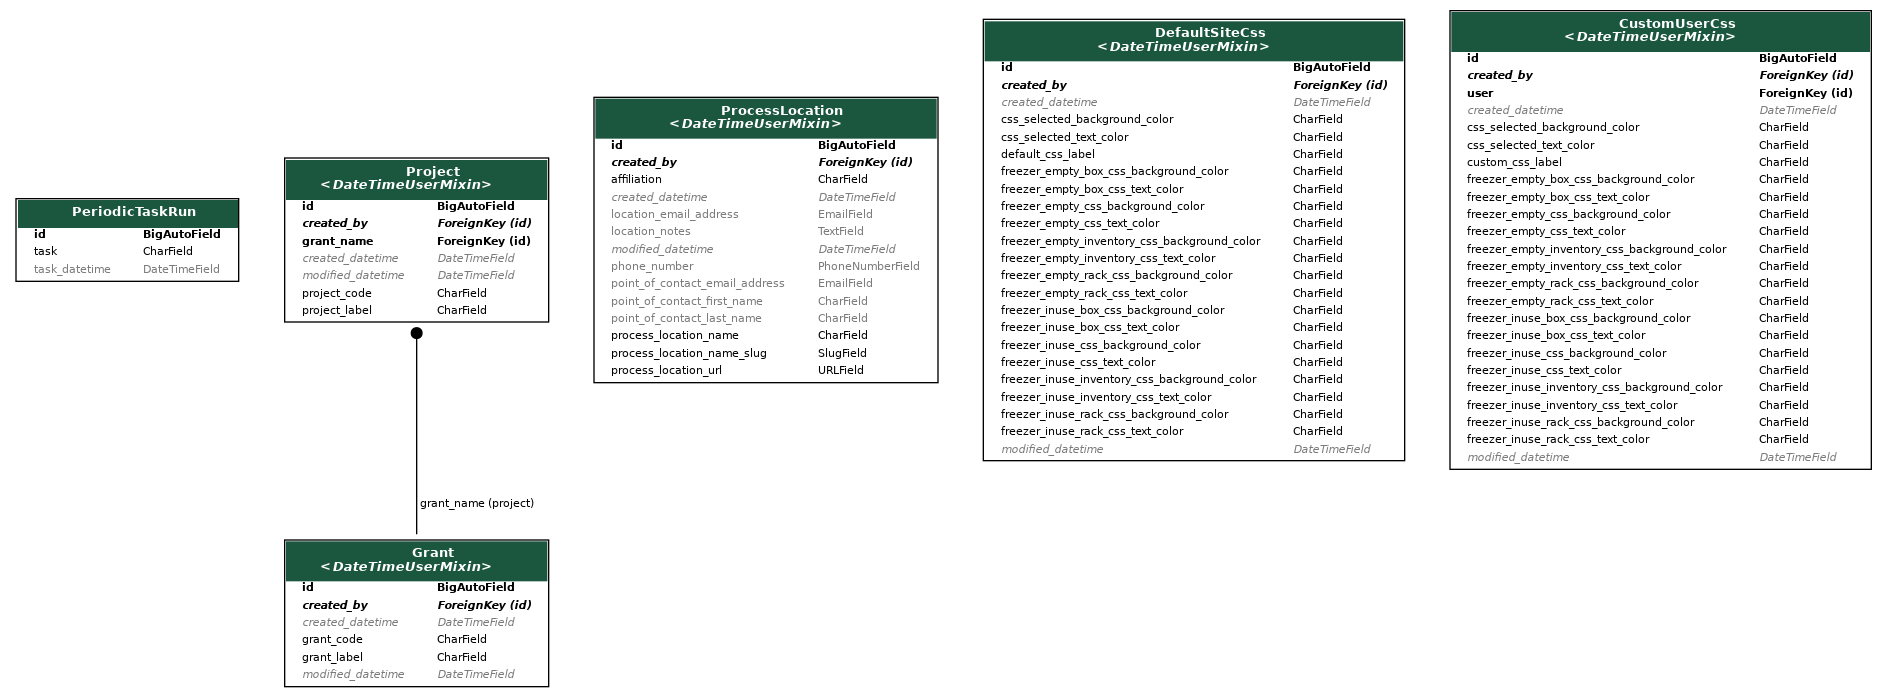 PeriodicTaskRun
id BigAutoField
task CharField
task_datetime DateTimeField
Project
<DateTimeUserMixin>
id BigAutoField
created_by ForeignKey (id)
grant_name ForeignKey (id)
created_datetime DateTimeField
modified_datetime DateTimeField
project_code CharField
project_label CharField
grant_name (project)
Grant
<DateTimeUserMixin>
id BigAutoField
created_by ForeignKey (id)
created_datetime DateTimeField
grant_code CharField
grant_label CharField
modified_datetime DateTimeField
ProcessLocation
<DateTimeUserMixin>
id BigAutoField
created_by ForeignKey (id)
affiliation CharField
created_datetime DateTimeField
location_email_address EmailField
location_notes TextField
modified_datetime DateTimeField
phone_number PhoneNumberField
point_of_contact_email_address EmailField
point_of_contact_first_name CharField
point_of_contact_last_name CharField
process_location_name CharField
process_location_name_slug SlugField
process_location_url URLField
DefaultSiteCss
<DateTimeUserMixin>
id BigAutoField
created_by ForeignKey (id)
created_datetime DateTimeField
css_selected_background_color CharField
css_selected_text_color CharField
default_css_label CharField
freezer_empty_box_css_background_color CharField
freezer_empty_box_css_text_color CharField
freezer_empty_css_background_color CharField
freezer_empty_css_text_color CharField
freezer_empty_inventory_css_background_color CharField
freezer_empty_inventory_css_text_color CharField
freezer_empty_rack_css_background_color CharField
freezer_empty_rack_css_text_color CharField
freezer_inuse_box_css_background_color CharField
freezer_inuse_box_css_text_color CharField
freezer_inuse_css_background_color CharField
freezer_inuse_css_text_color CharField
freezer_inuse_inventory_css_background_color CharField
freezer_inuse_inventory_css_text_color CharField
freezer_inuse_rack_css_background_color CharField
freezer_inuse_rack_css_text_color CharField
modified_datetime DateTimeField
CustomUserCss
<DateTimeUserMixin>
id BigAutoField
created_by ForeignKey (id)
user ForeignKey (id)
created_datetime DateTimeField
css_selected_background_color CharField
css_selected_text_color CharField
custom_css_label CharField
freezer_empty_box_css_background_color CharField
freezer_empty_box_css_text_color CharField
freezer_empty_css_background_color CharField
freezer_empty_css_text_color CharField
freezer_empty_inventory_css_background_color CharField
freezer_empty_inventory_css_text_color CharField
freezer_empty_rack_css_background_color CharField
freezer_empty_rack_css_text_color CharField
freezer_inuse_box_css_background_color CharField
freezer_inuse_box_css_text_color CharField
freezer_inuse_css_background_color CharField
freezer_inuse_css_text_color CharField
freezer_inuse_inventory_css_background_color CharField
freezer_inuse_inventory_css_text_color CharField
freezer_inuse_rack_css_background_color CharField
freezer_inuse_rack_css_text_color CharField
modified_datetime DateTimeField